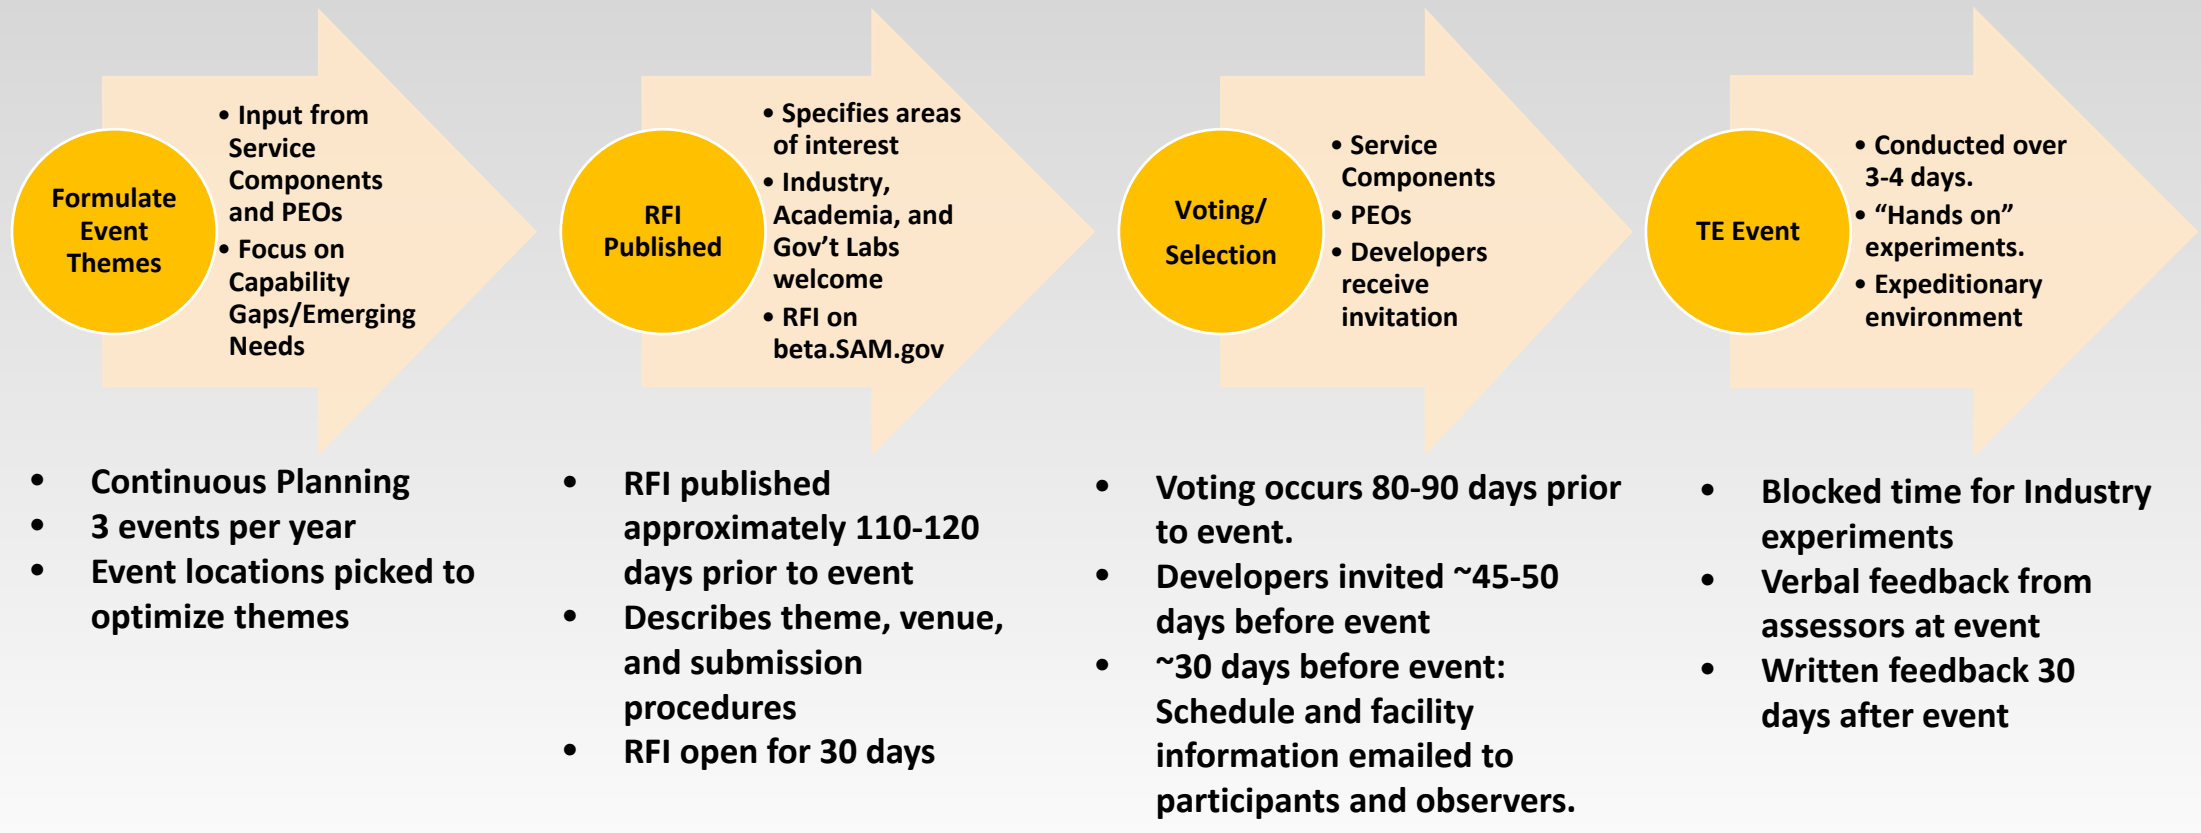 Formulate
Event
Themes
• Input from
Service
Components
and PEOs
• Focus on
Capability
Gaps/Emerging
Needs
• Continuous Planning
• 3 events per year
• Event locations picked to
optimize themes
RFI
Published
• Specifies areas
of interest
• Industry,
Academia, and
Gov't Labs
welcome
• RFI on
beta.SAM.gov
• RFI published
approximately 110-120
days prior to event
• Describes theme, venue,
and submission
procedures
• RFI open for 30 days
Voting/
Selection
• Service
Components
• PEOs
• Developers
receive
invitation
• Voting occurs 80-90 days prior
to event.
• Developers invited ~45-50
days before event
• ~30 days before event:
Schedule and facility
information emailed to
participants and observers.
TE Event
• Conducted over
3-4 days.
• “Hands on”
experiments.
• Expeditionary
environment
• Blocked time for Industry
experiments
• Verbal feedback from
assessors at event
• Written feedback 30
days after event